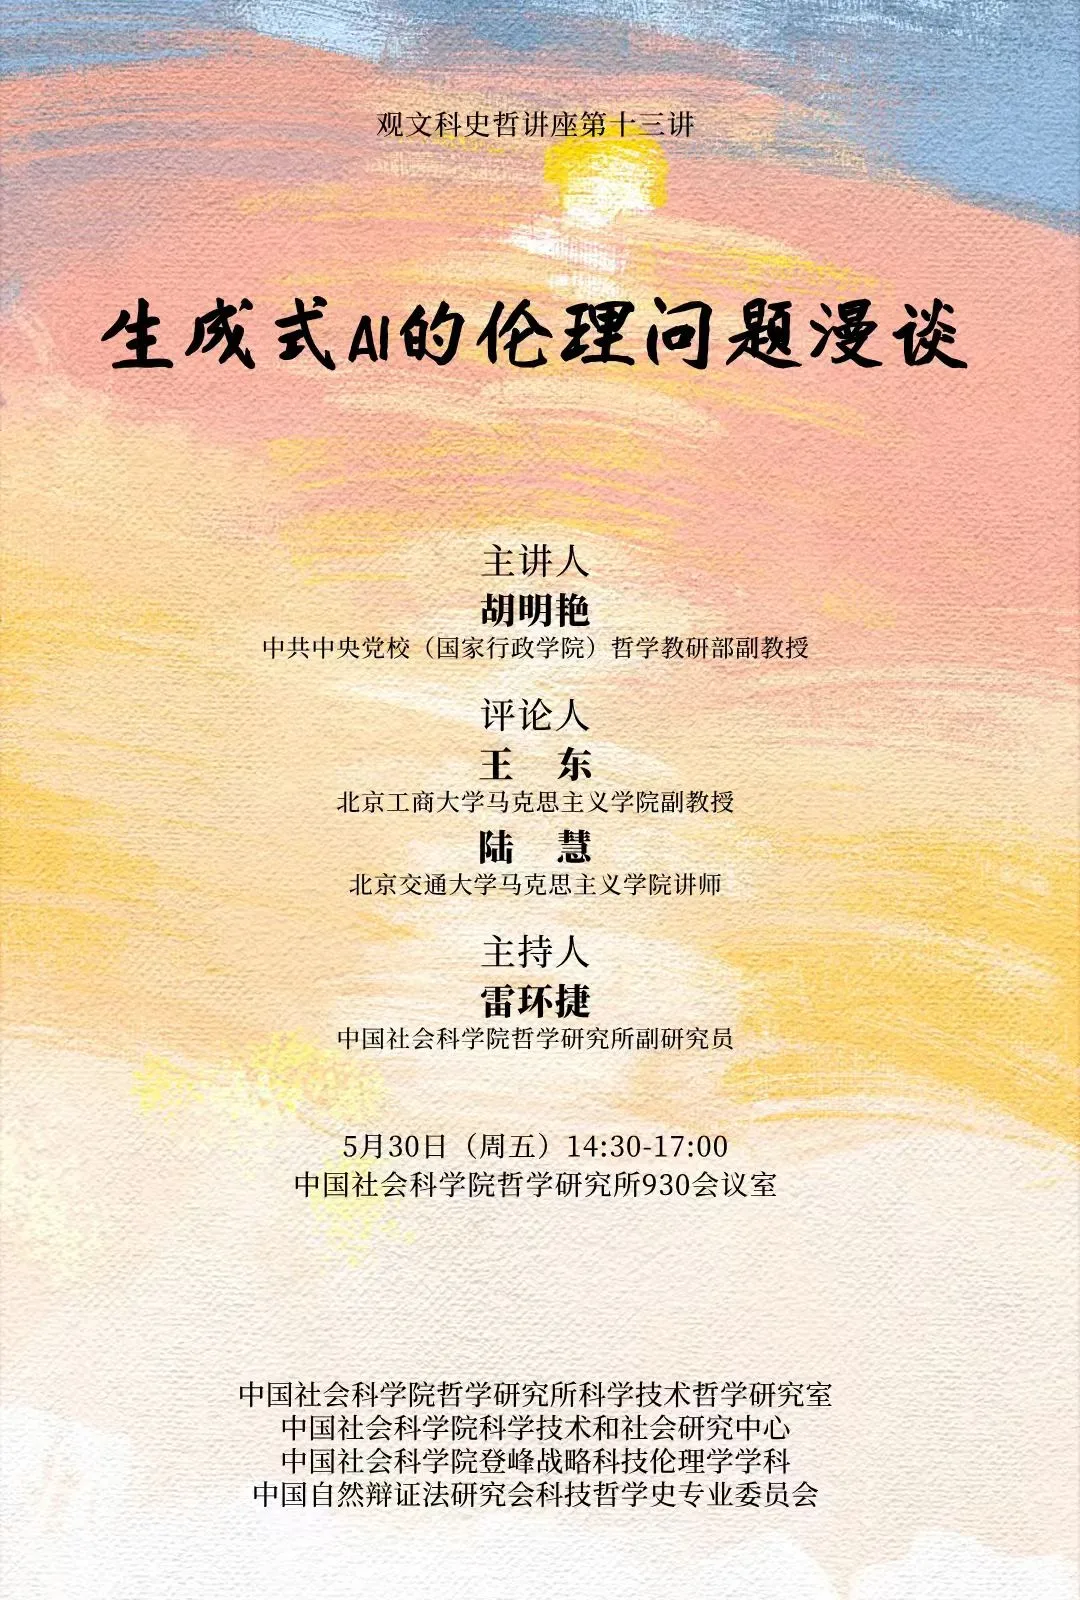 观文科史哲讲座第十三讲
生成式AI的伦理问题漫谈
主讲人
胡明艳
中共中央党校（国家行政学院）哲学教研部副教授
评论人
王　东
北京工商大学马克思主义学院副教授
陆　慧
北京交通大学马克思主义学院讲师
主持人
雷环捷
中国社会科学院哲学研究所副研究员
5月30日（周五）14:30-17:00
中国社会科学院哲学研究所930会议室
中国社会科学院哲学研究所科学技术哲学研究室
中国社会科学院科学技术和社会研究中心
中国社会科学院登峰战略科技伦理学学科
中国自然辩证法研究会科技哲学史专业委员会